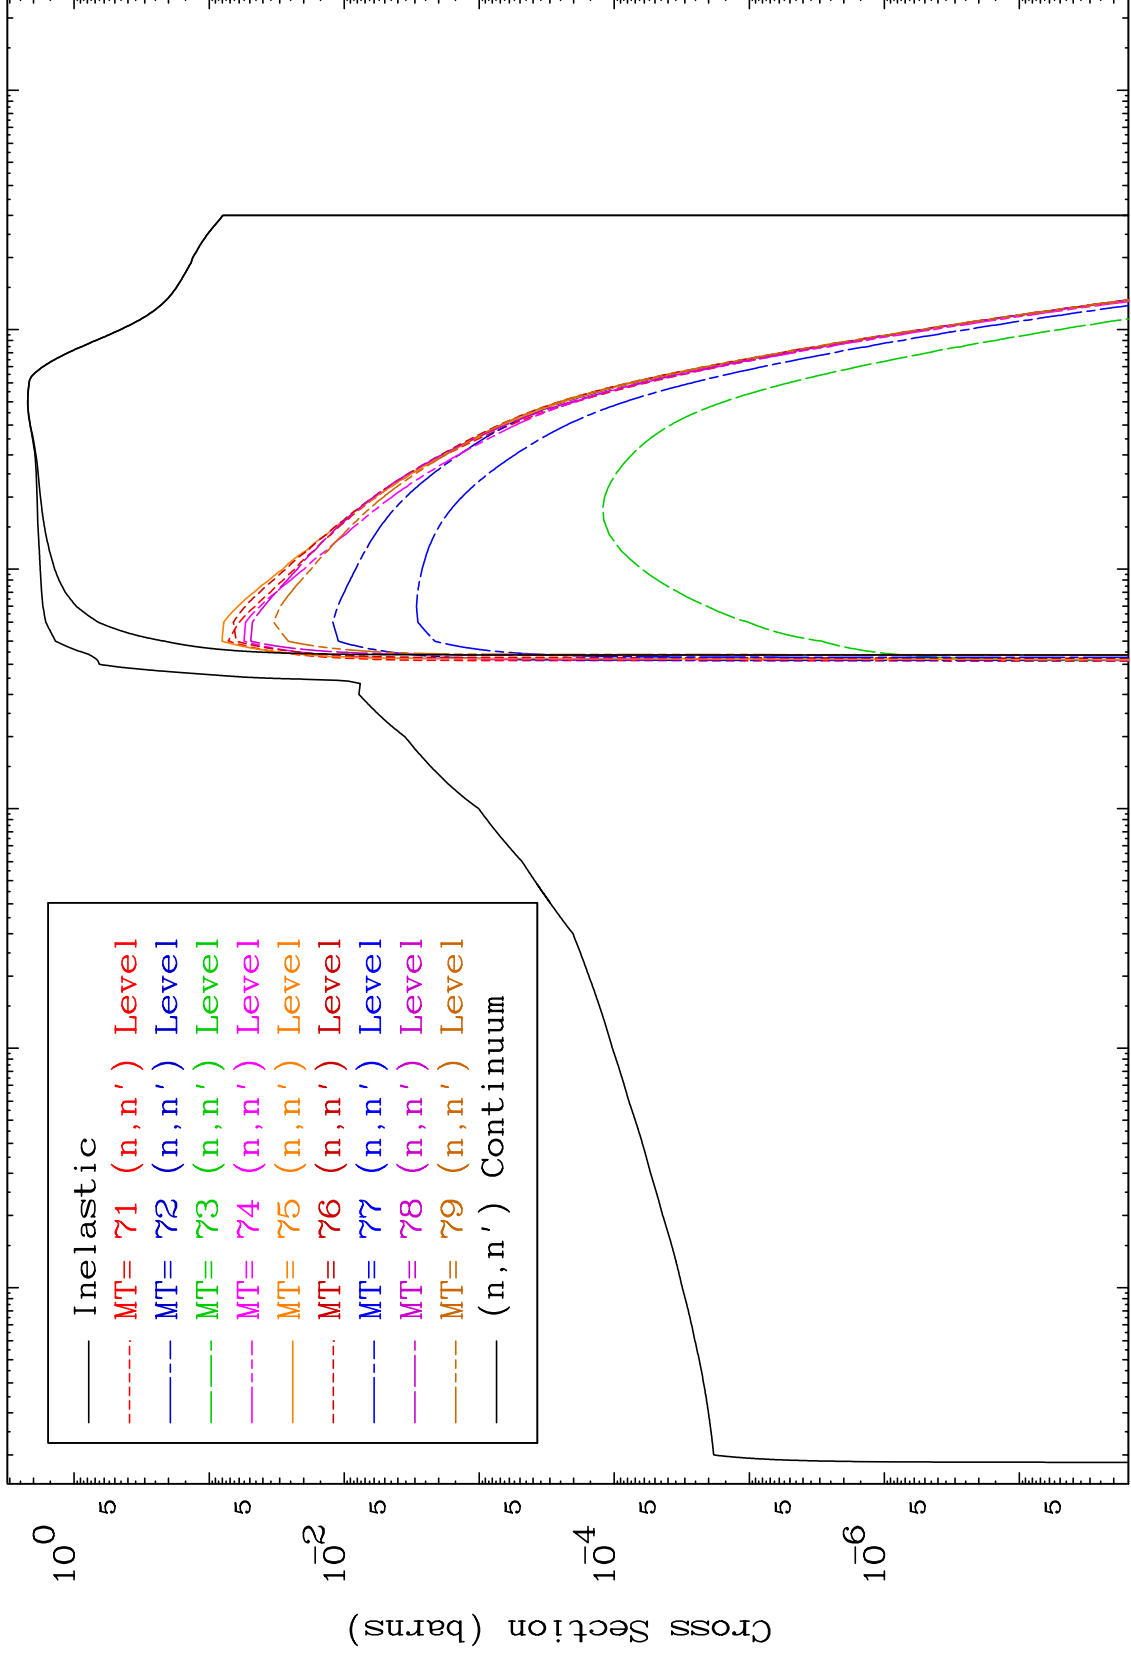 Inelastic
MT= 71 (n,n') Level
MT= 72 (n,n') Level
MT= 73 (n,n') Level
MT= 74 (n,n') Level
MT= 75 (n,n') Level
MT= 76 (n,n') Level
MT= 77 (n,n') Level
MT= 78 (n,n') Level
MT= 79 (n,n') Level
(n,n') Continuum
Cross Section (barns)
10^0
5
5
10^-2
5
5
10^-4
5
5
10^-6
5
5